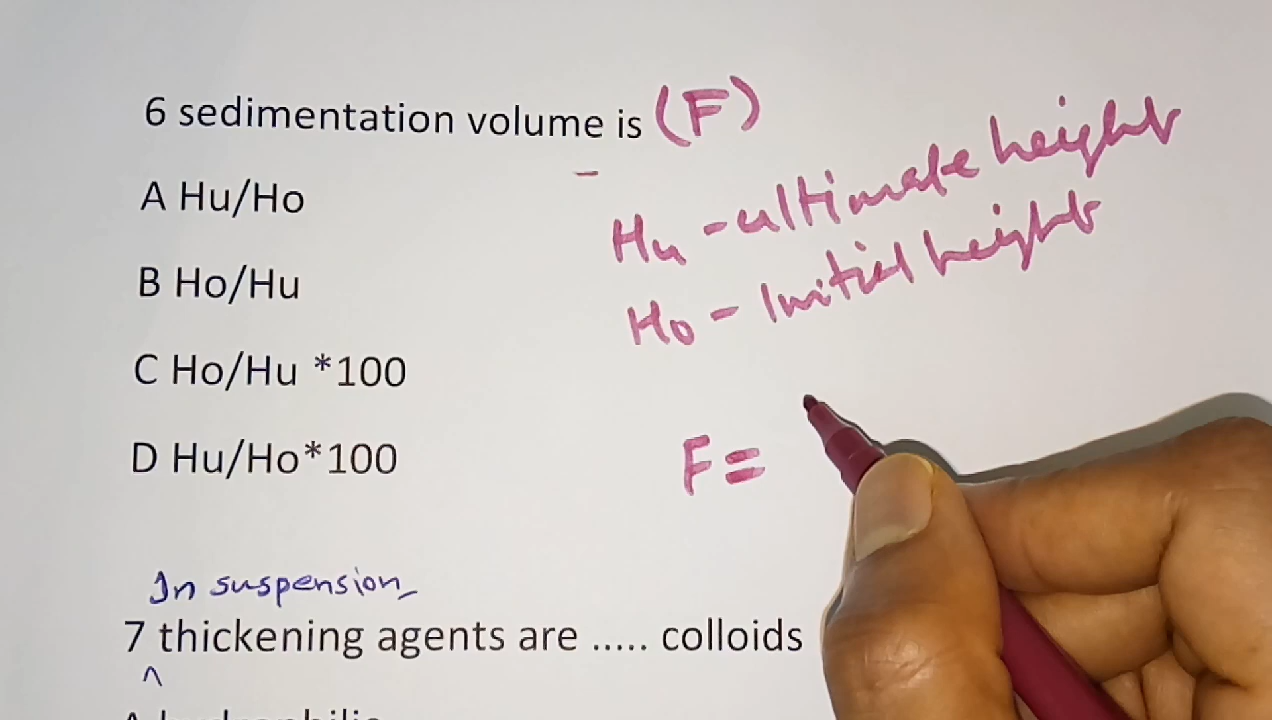 6 sedimentation volume is (F)
A Hu/Ho
Hu - ultimate height
B Ho/Hu
Ho - Initial height
C Ho/Hu *100
D Hu/Ho*100
F =
In suspension
7 thickening agents are ..... colloids
^